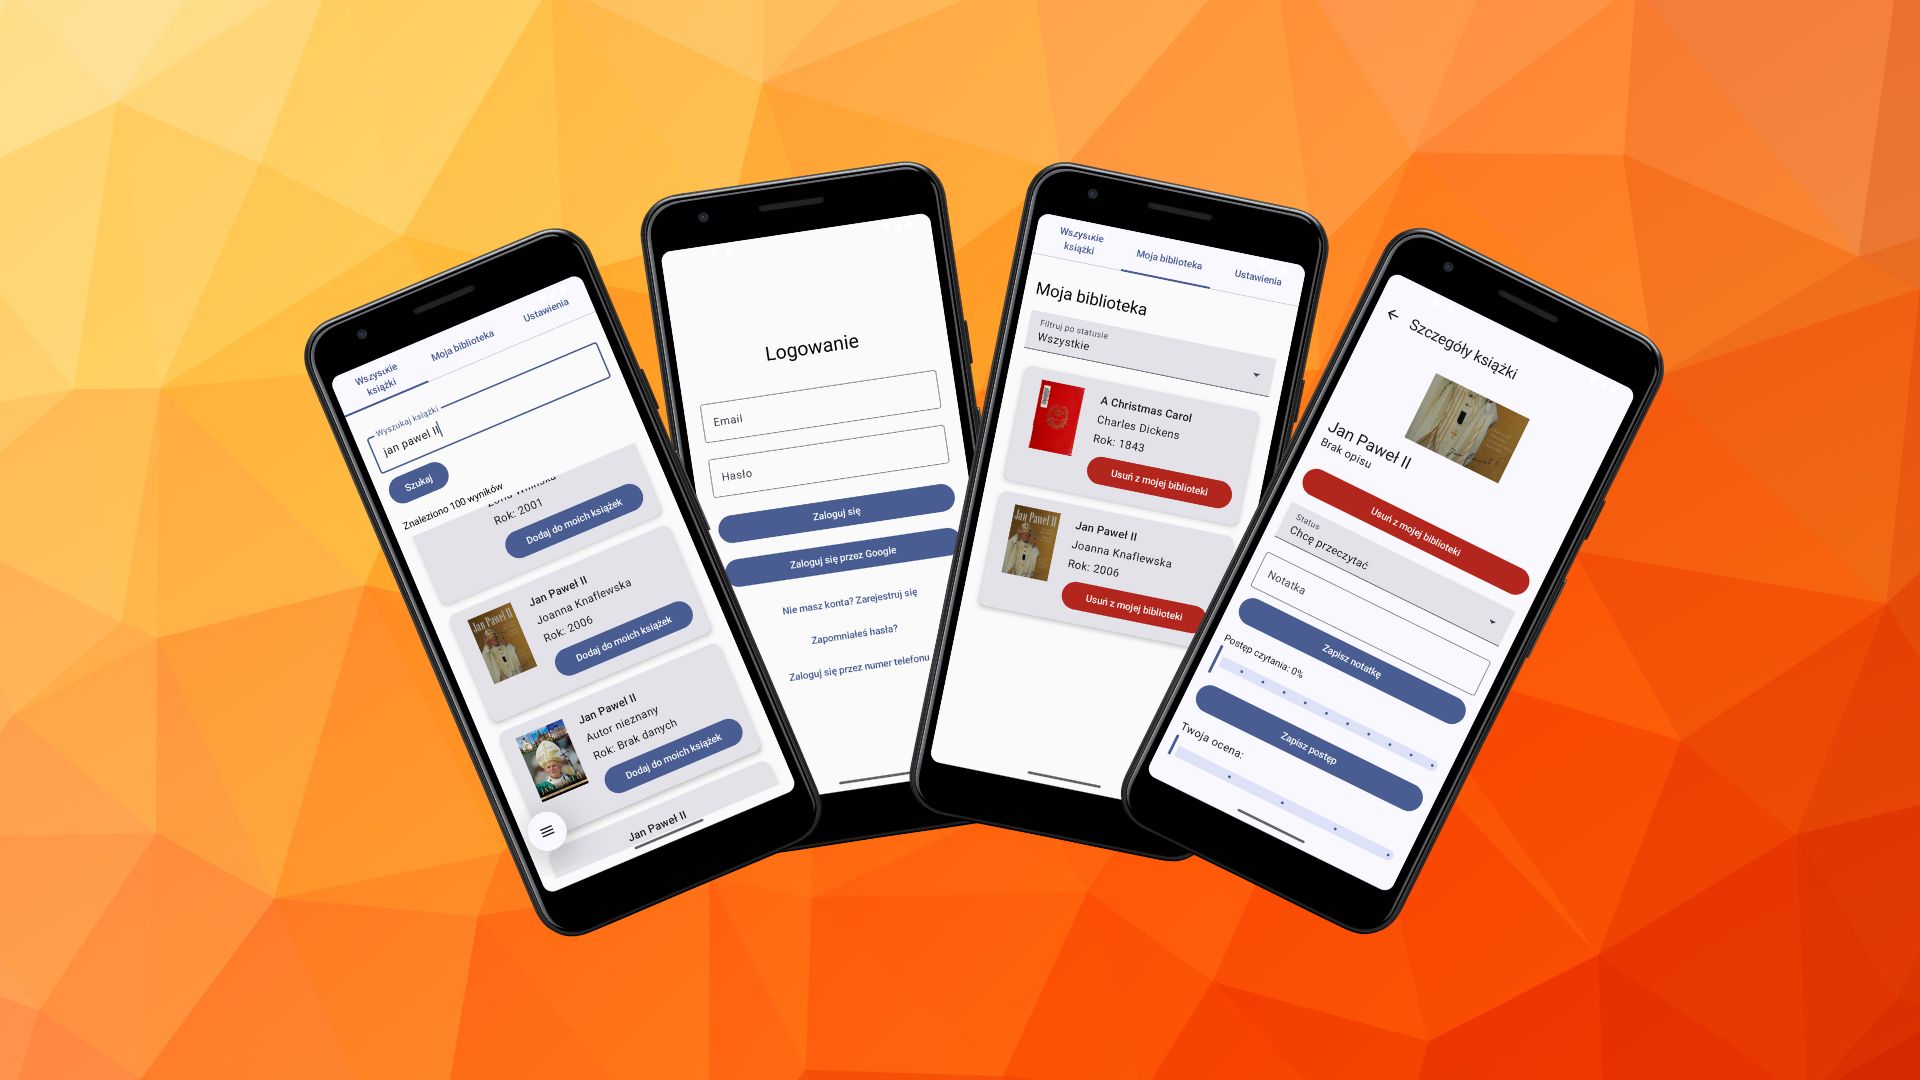 Wszystkie
książki
Moja biblioteka
Ustawienia
Wyszukaj książki
jan pawel II
Szukaj
Znaleziono 100 wyników
Rok: 2001
Dodaj do moich książek
Jan Paweł II
Joanna Knaflewska
Rok: 2006
Dodaj do moich książek
Jan Paweł II
Jan Paweł II
Autor nieznany
Rok: Brak danych
Dodaj do moich książek
Jan Paweł II
Logowanie
Email
Hasło
Zaloguj się
Zaloguj się przez Google
Nie masz konta? Zarejestruj się
Zapomniałeś hasła?
Zaloguj się przez numer telefonu
Wszystkie
książki
Moja biblioteka
Ustawienia
Moja biblioteka
Filtruj po statusie
Wszystkie
A Christmas Carol
Charles Dickens
Rok: 1843
Usuń z mojej biblioteki
Jan Paweł II
Jan Paweł II
Joanna Knaflewska
Rok: 2006
Usuń z mojej biblioteki
Szczegóły książki
Jan Paweł II
Brak opisu
Usuń z mojej biblioteki
Status
Chcę przeczytać
Notatka
Zapisz notatkę
Postęp czytania: 0%
Zapisz postęp
Twoja ocena: